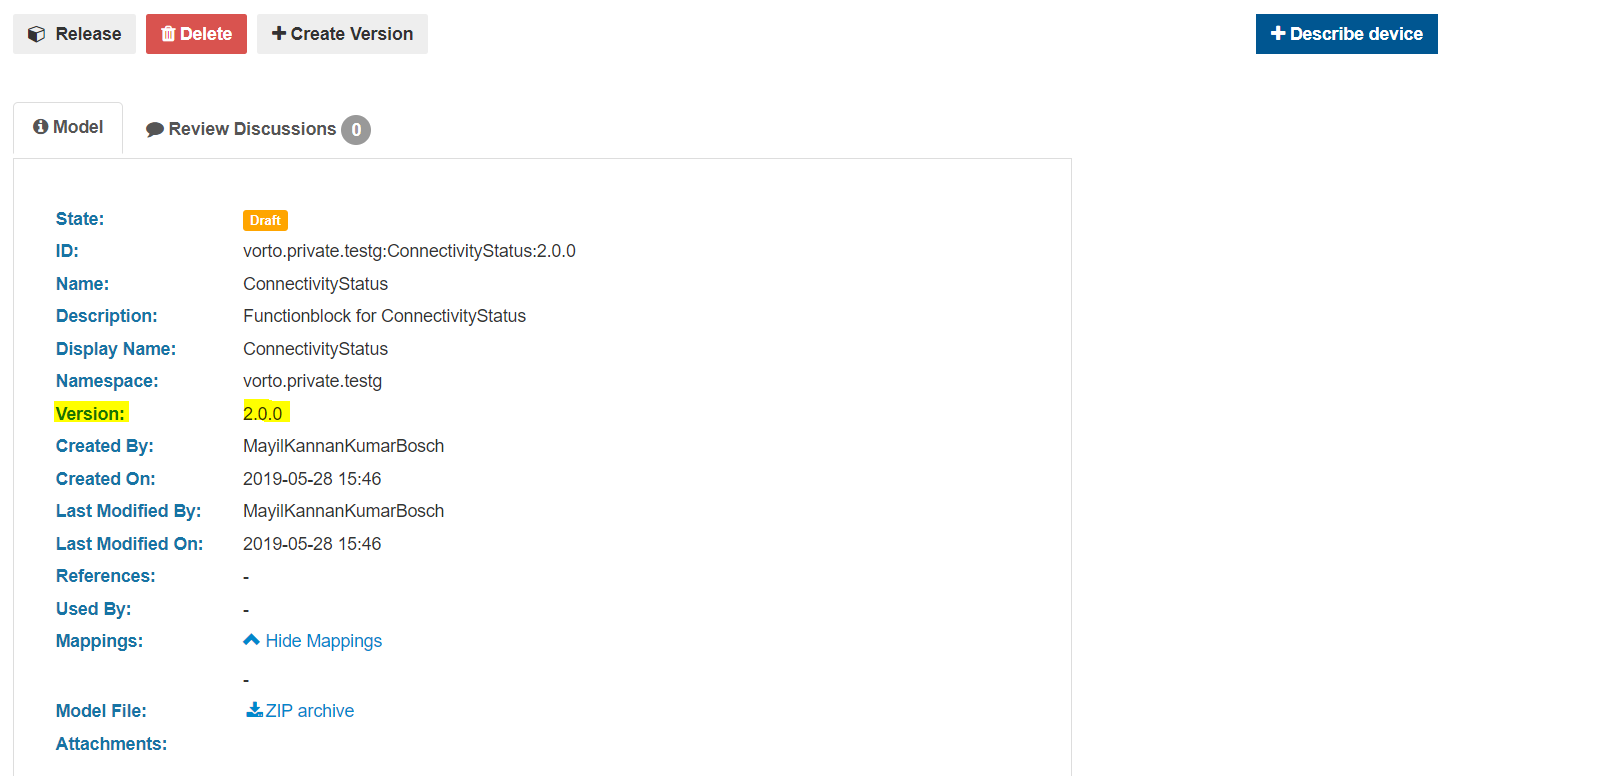 Release Delete Create Version Describe device
Model Review Discussions 0
State: Draft
ID: vorto.private.testg:ConnectivityStatus:2.0.0
Name: ConnectivityStatus
Description: Functionblock for ConnectivityStatus
Display Name: ConnectivityStatus
Namespace: vorto.private.testg
Version: 2.0.0
Created By: MayilKannanKumarBosch
Created On: 2019-05-28 15:46
Last Modified By: MayilKannanKumarBosch
Last Modified On: 2019-05-28 15:46
References: -
Used By: -
Mappings: Hide Mappings
-
Model File: ZIP archive
Attachments: